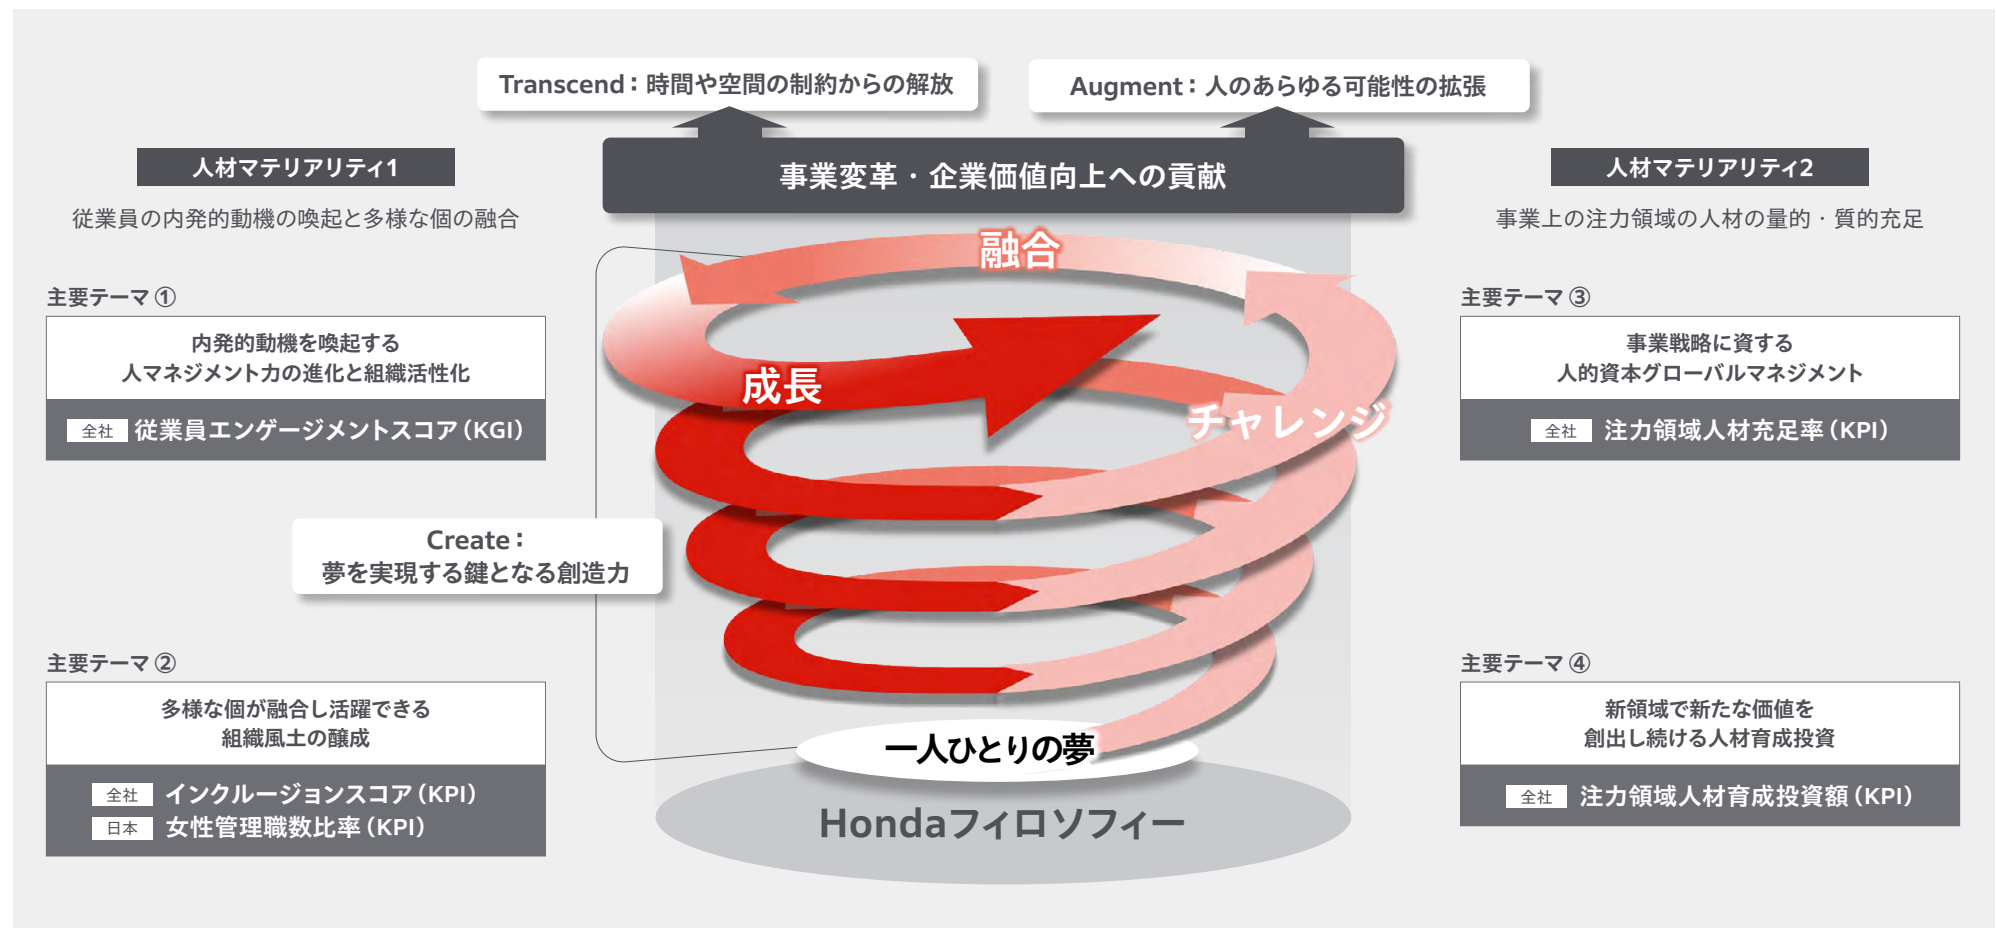 Transcend：時間や空間の制約からの解放
Augment：人のあらゆる可能性の拡張
事業変革・企業価値向上への貢献
人材マテリアリティ1
従業員の内発的動機の喚起と多様な個の融合
主要テーマ①
内発的動機を喚起する
人マネジメント力の進化と組織活性化
全社 従業員エンゲージメントスコア（KGI）
Create：
夢を実現する鍵となる創造力
主要テーマ②
多様な個が融合し活躍できる
組織風土の醸成
全社 インクルージョンスコア（KPI）
日本 女性管理職数比率（KPI）
融合
成長
チャレンジ
一人ひとりの夢
Hondaフィロソフィー
人材マテリアリティ2
事業上の注力領域の人材の量的・質的充足
主要テーマ③
事業戦略に資する
人的資本グローバルマネジメント
全社 注力領域人材充足率（KPI）
主要テーマ④
新領域で新たな価値を
創出し続ける人材育成投資
全社 注力領域人材育成投資額（KPI）